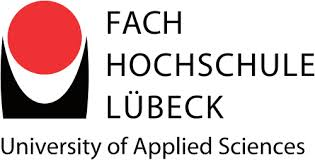 FACH
HOCHSCHULE
LÜBECK
University of Applied Sciences